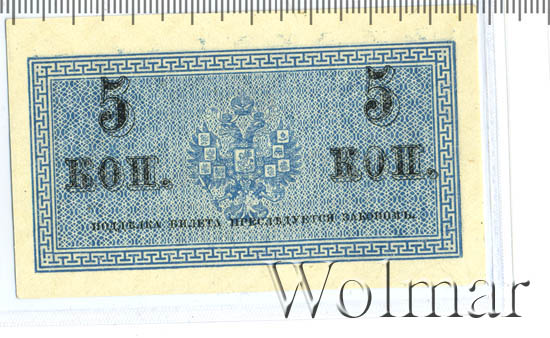 5 5
КОП. КОП.
ПОДДѢЛКА БИЛЕТА ПРЕСЛѢДУЕТСЯ ЗАКОНОМЪ.
Wolmar